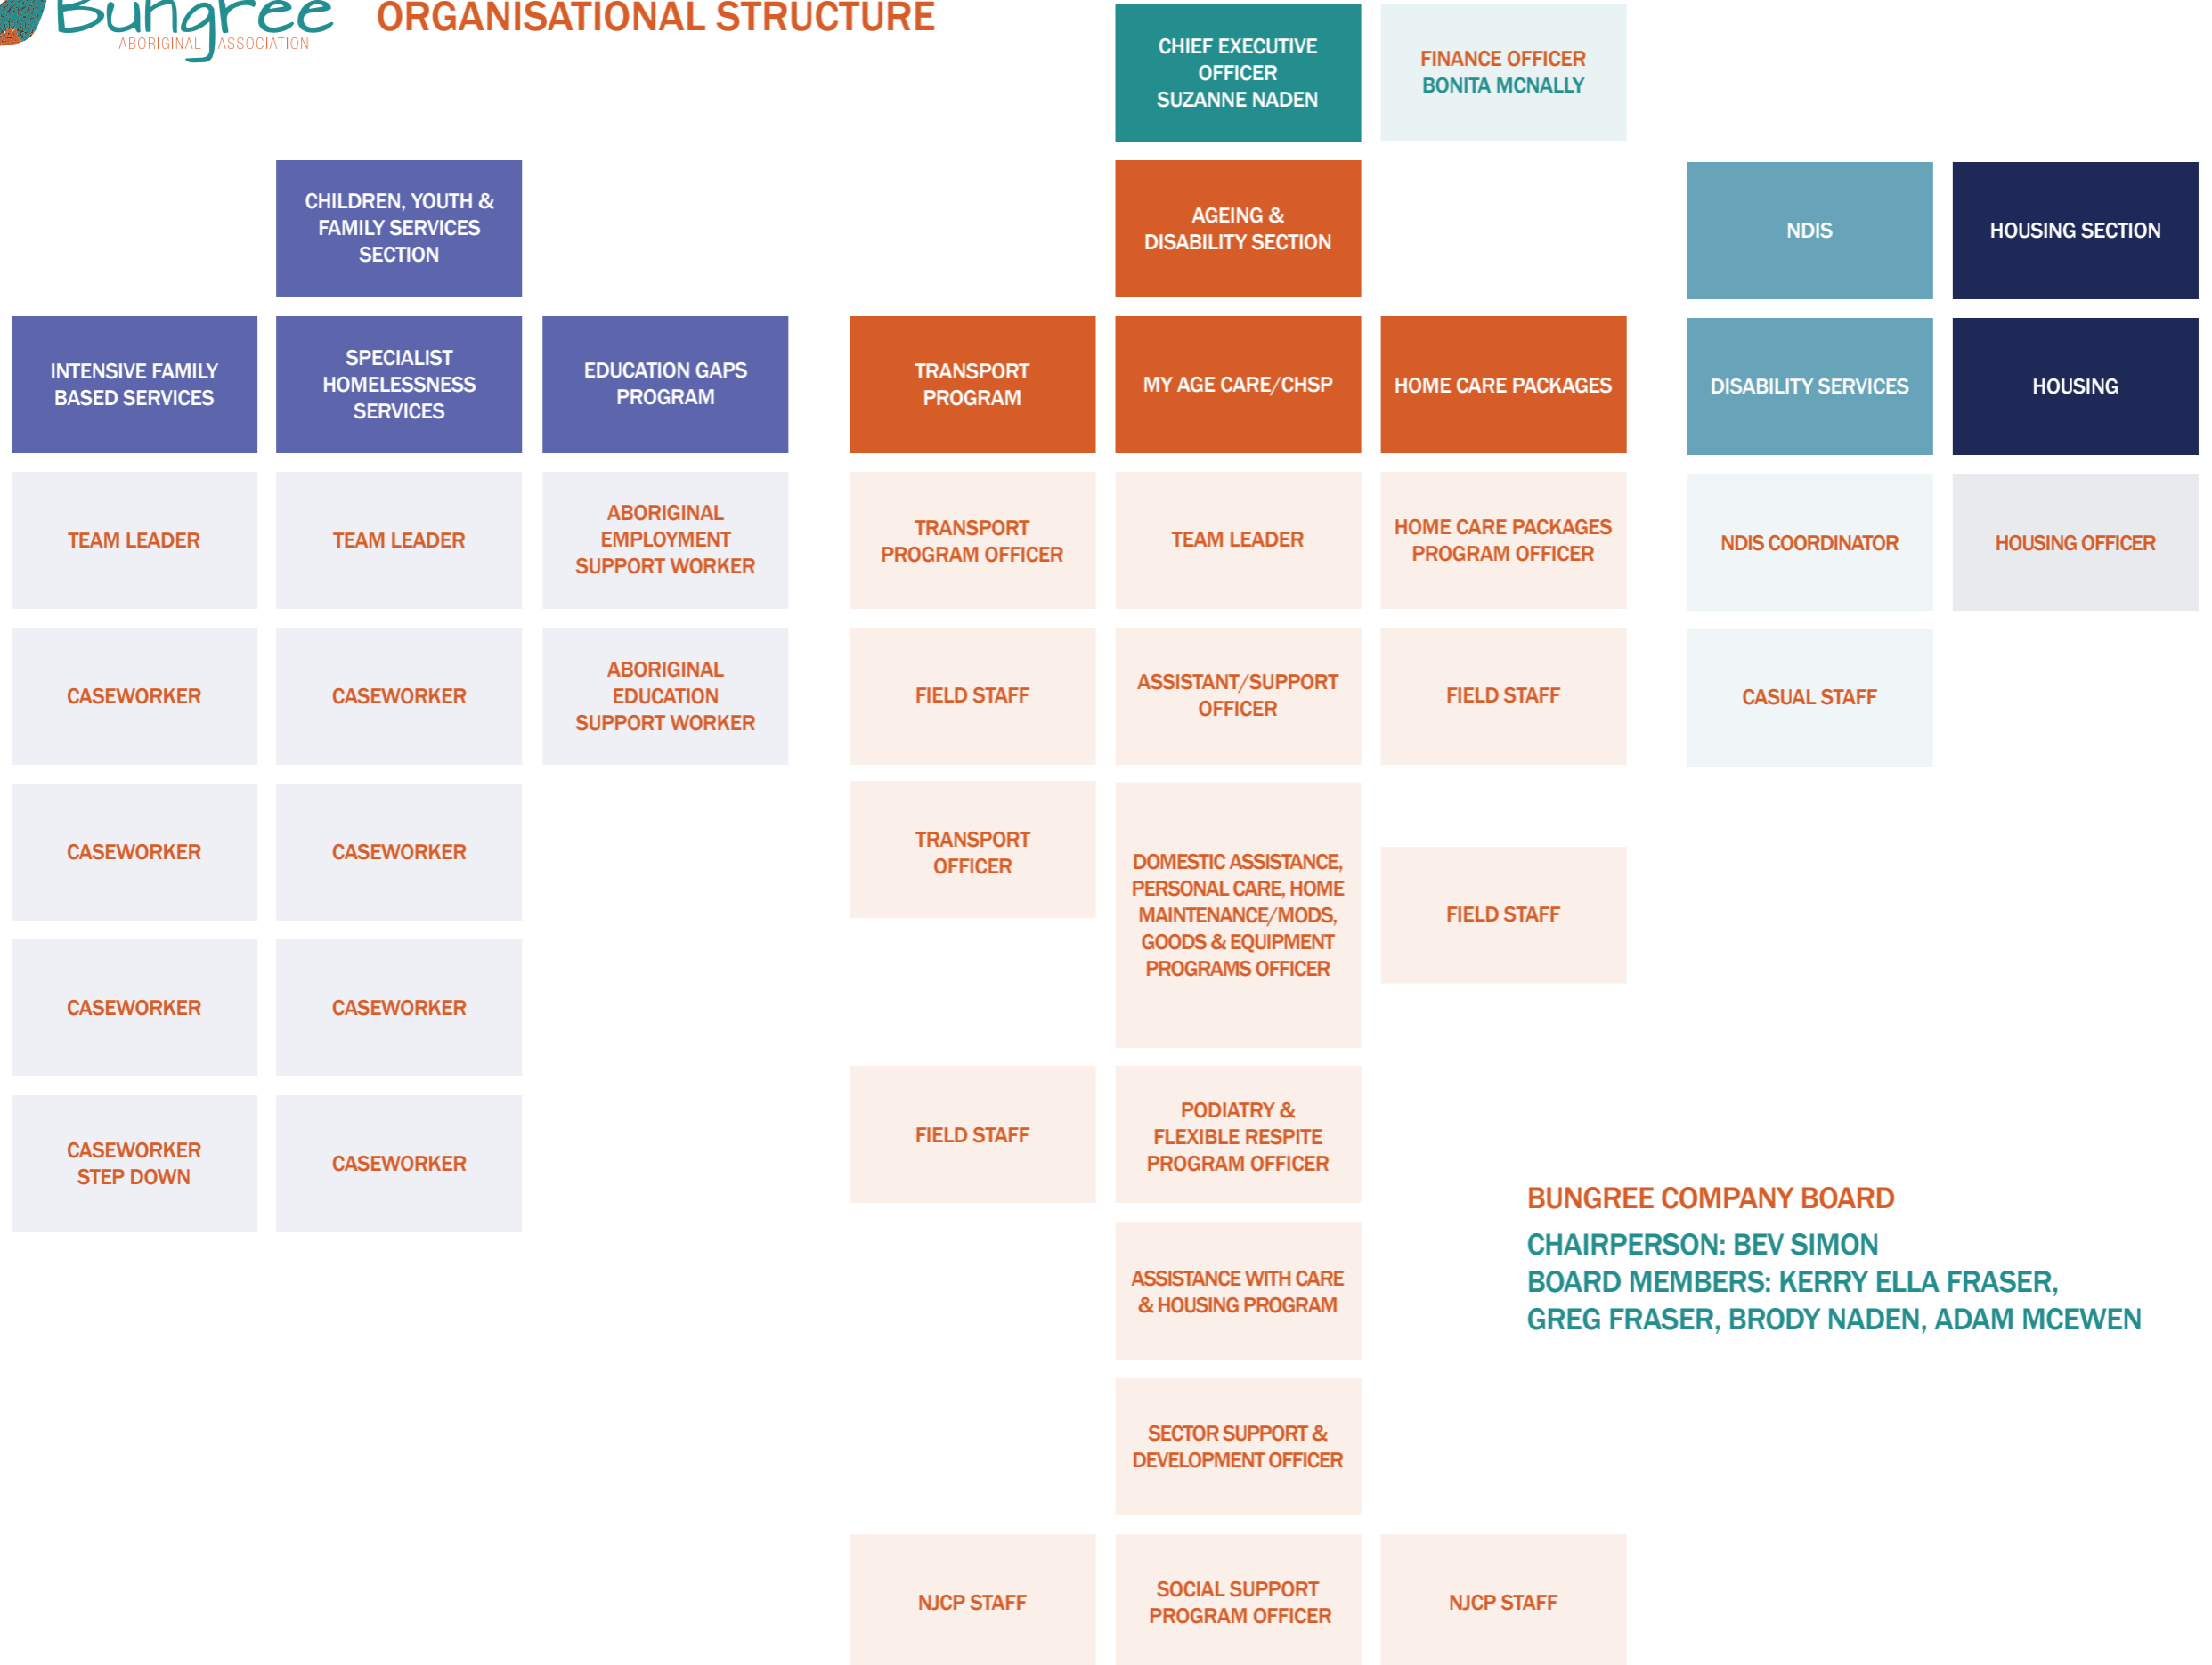 Bungree
ABORIGINAL ASSOCIATION
ORGANISATIONAL STRUCTURE
CHIEF EXECUTIVE
OFFICER
SUZANNE NADEN
FINANCE OFFICER
BONITA MCNALLY
CHILDREN, YOUTH &
FAMILY SERVICES
SECTION
AGEING &
DISABILITY SECTION
NDIS
HOUSING SECTION
INTENSIVE FAMILY
BASED SERVICES
SPECIALIST
HOMELESSNESS
SERVICES
EDUCATION GAPS
PROGRAM
TRANSPORT
PROGRAM
MY AGE CARE/CHSP
HOME CARE PACKAGES
DISABILITY SERVICES
HOUSING
TEAM LEADER
TEAM LEADER
ABORIGINAL
EMPLOYMENT
SUPPORT WORKER
TRANSPORT
PROGRAM OFFICER
TEAM LEADER
HOME CARE PACKAGES
PROGRAM OFFICER
NDIS COORDINATOR
HOUSING OFFICER
CASEWORKER
CASEWORKER
ABORIGINAL
EDUCATION
SUPPORT WORKER
FIELD STAFF
ASSISTANT/SUPPORT
OFFICER
FIELD STAFF
CASUAL STAFF
CASEWORKER
CASEWORKER
TRANSPORT
OFFICER
DOMESTIC ASSISTANCE,
PERSONAL CARE, HOME
MAINTENANCE/MODS,
GOODS & EQUIPMENT
PROGRAMS OFFICER
FIELD STAFF
CASEWORKER
CASEWORKER
CASEWORKER
STEP DOWN
CASEWORKER
FIELD STAFF
PODIATRY &
FLEXIBLE RESPITE
PROGRAM OFFICER
BUNGREE COMPANY BOARD
CHAIRPERSON: BEV SIMON
BOARD MEMBERS: KERRY ELLA FRASER,
GREG FRASER, BRODY NADEN, ADAM MCEWEN
ASSISTANCE WITH CARE
& HOUSING PROGRAM
SECTOR SUPPORT &
DEVELOPMENT OFFICER
NJCP STAFF
SOCIAL SUPPORT
PROGRAM OFFICER
NJCP STAFF